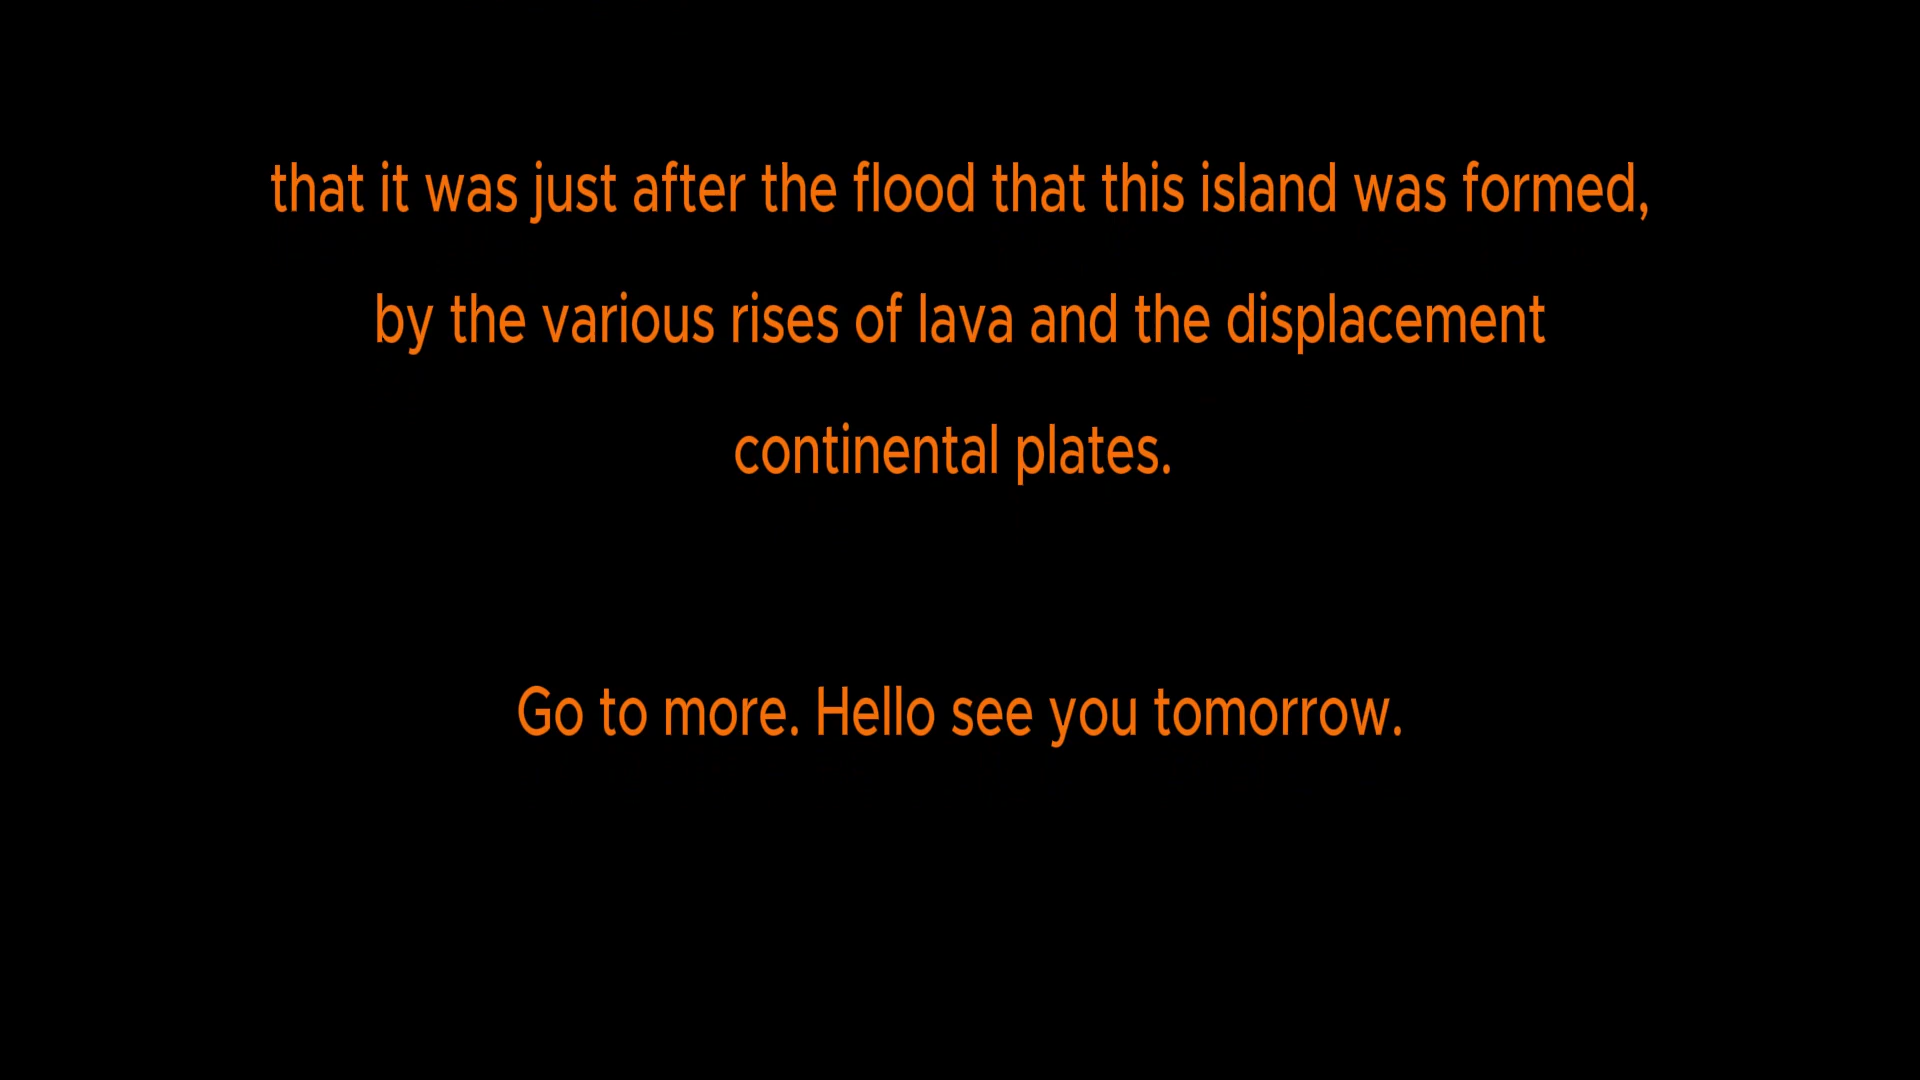 that it was just after the flood that this island was formed,
by the various rises of lava and the displacement
continental plates.
Go to more. Hello see you tomorrow.